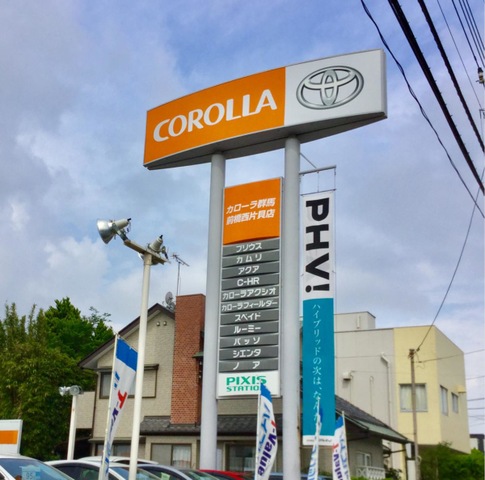 COROLLA
カローラ群馬
前橋西片貝店
プリウス
カムリ
アクア
C-HR
カローラアクシオ
カローラフィールダー
スペイド
ルーミー
パッソ
シエンタ
ノア
PIXIS
STATION
PHV!
ハイブリッドの次は、
T-Value